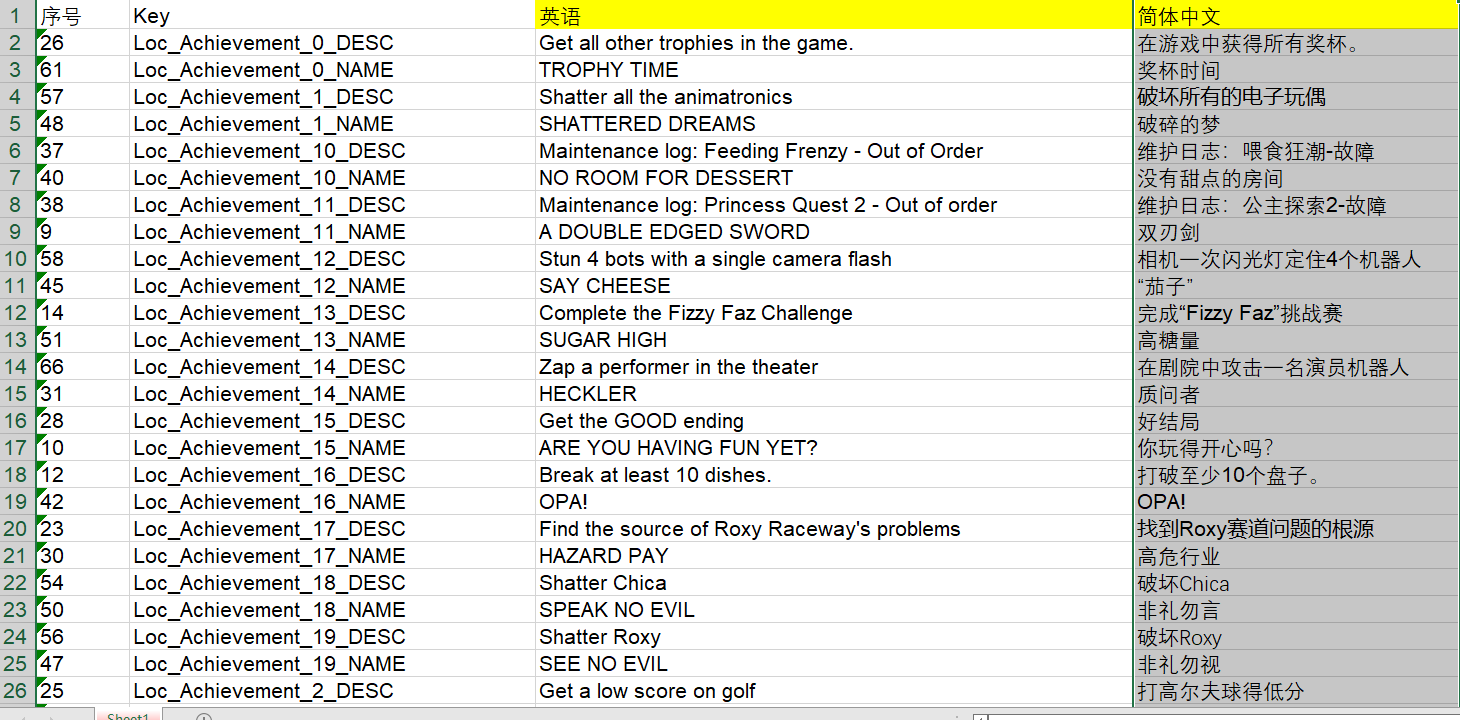 1 序号 Key 英语 简体中文
2 26 Loc_Achievement_0_DESC Get all other trophies in the game. 在游戏中获得所有奖杯。
3 61 Loc_Achievement_0_NAME TROPHY TIME 奖杯时间
4 57 Loc_Achievement_1_DESC Shatter all the animatronics 破坏所有的电子玩偶
5 48 Loc_Achievement_1_NAME SHATTERED DREAMS 破碎的梦
6 37 Loc_Achievement_10_DESC Maintenance log: Feeding Frenzy - Out of Order 维护日志：喂食狂潮-故障
7 40 Loc_Achievement_10_NAME NO ROOM FOR DESSERT 没有甜点的房间
8 38 Loc_Achievement_11_DESC Maintenance log: Princess Quest 2 - Out of order 维护日志：公主探索2-故障
9 9 Loc_Achievement_11_NAME A DOUBLE EDGED SWORD 双刃剑
10 58 Loc_Achievement_12_DESC Stun 4 bots with a single camera flash 相机一次闪光灯定住4个机器人
11 45 Loc_Achievement_12_NAME SAY CHEESE “茄子”
12 14 Loc_Achievement_13_DESC Complete the Fizzy Faz Challenge 完成“Fizzy Faz”挑战赛
13 51 Loc_Achievement_13_NAME SUGAR HIGH 高糖量
14 66 Loc_Achievement_14_DESC Zap a performer in the theater 在剧院中攻击一名演员机器人
15 31 Loc_Achievement_14_NAME HECKLER 质问者
16 28 Loc_Achievement_15_DESC Get the GOOD ending 好结局
17 10 Loc_Achievement_15_NAME ARE YOU HAVING FUN YET? 你玩得开心吗？
18 12 Loc_Achievement_16_DESC Break at least 10 dishes. 打破至少10个盘子。
19 42 Loc_Achievement_16_NAME OPA! OPA!
20 23 Loc_Achievement_17_DESC Find the source of Roxy Raceway's problems 找到Roxy赛道问题的根源
21 30 Loc_Achievement_17_NAME HAZARD PAY 高危行业
22 54 Loc_Achievement_18_DESC Shatter Chica 破坏Chica
23 50 Loc_Achievement_18_NAME SPEAK NO EVIL 非礼勿言
24 56 Loc_Achievement_19_DESC Shatter Roxy 破坏Roxy
25 47 Loc_Achievement_19_NAME SEE NO EVIL 非礼勿视
26 25 Loc_Achievement_2_DESC Get a low score on golf 打高尔夫球得低分
Sheet1